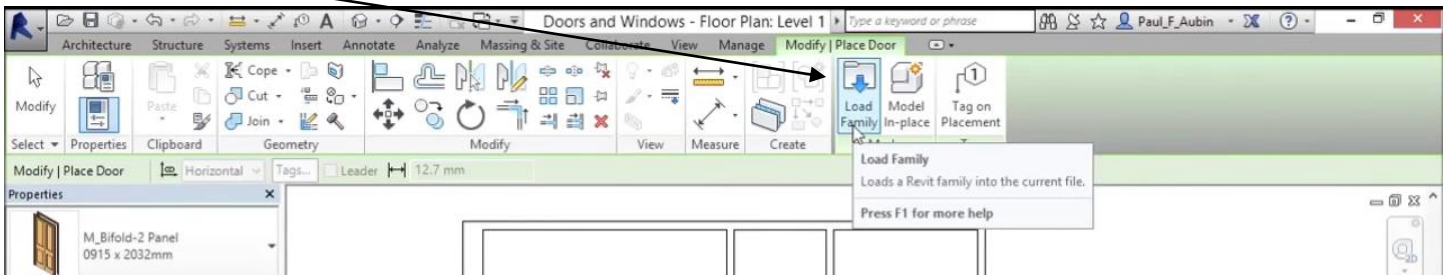 Doors and Windows - Floor Plan: Level 1
Type a keyword or phrase
Paul_F_Aubin
Architecture Structure Systems Insert Annotate Analyze Massing & Site Collaborate View Manage Modify | Place Door
Modify
Paste
Cope
Cut
Join
Load Family
Model In-place
Tag on Placement
Select Properties Clipboard Geometry Modify View Measure Create
Modify | Place Door Horizontal Tags... Leader 12.7 mm
Load Family
Loads a Revit family into the current file.
Press F1 for more help
Properties
M_Bifold-2 Panel
0915 x 2032mm
2D